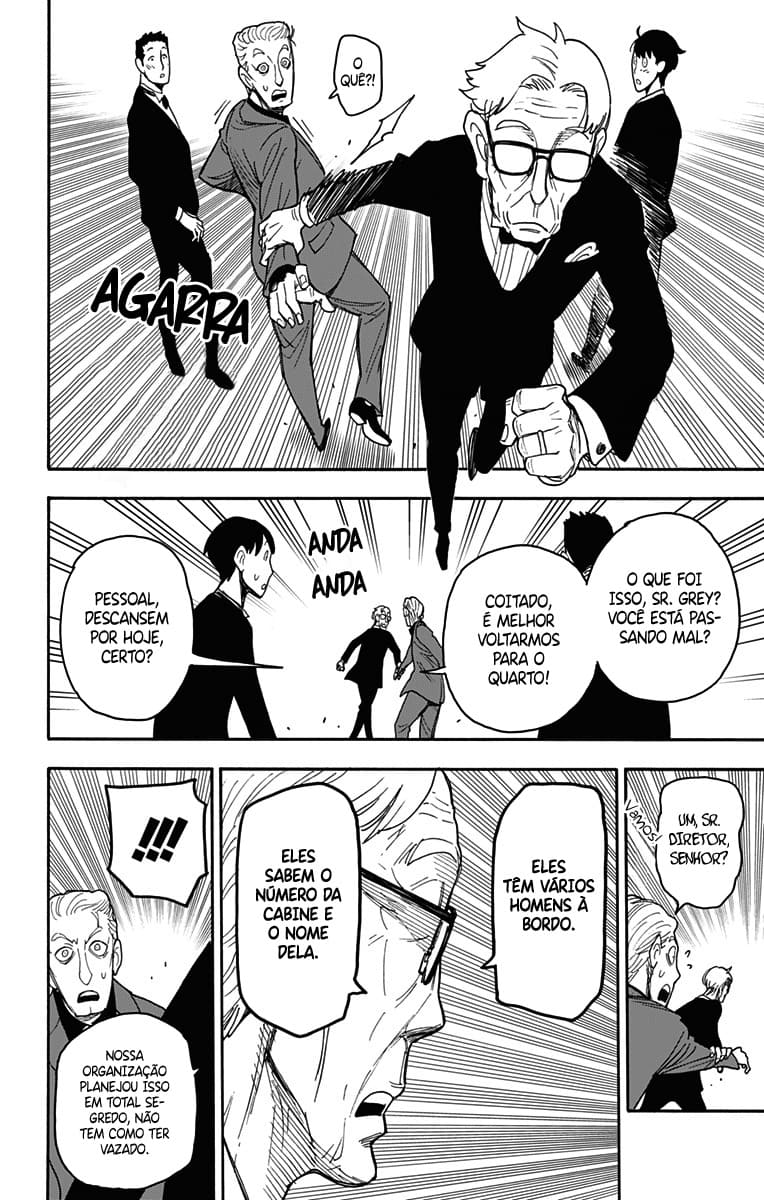 O
QUÊ?!
AGARRA
O QUE FOI
ISSO, SR. GREY?
VOCÊ ESTÁ PAS-
SANDO MAL?
COITADO,
É MELHOR
VOLTARMOS
PARA O
QUARTO!
ANDA
ANDA
PESSOAL,
DESCANSEM
POR HOJE,
CERTO?
Vamos!
UM, SR.
DIRETOR,
SENHOR?
ELES
TÊM VÁRIOS
HOMENS À
BORDO.
ELES
SABEM O
NÚMERO DA
CABINE E
O NOME
DELA.
!!!
NOSSA
ORGANIZAÇÃO
PLANEJOU ISSO
EM TOTAL SE-
GREDO, NÃO
TEM COMO TER
VAZADO.